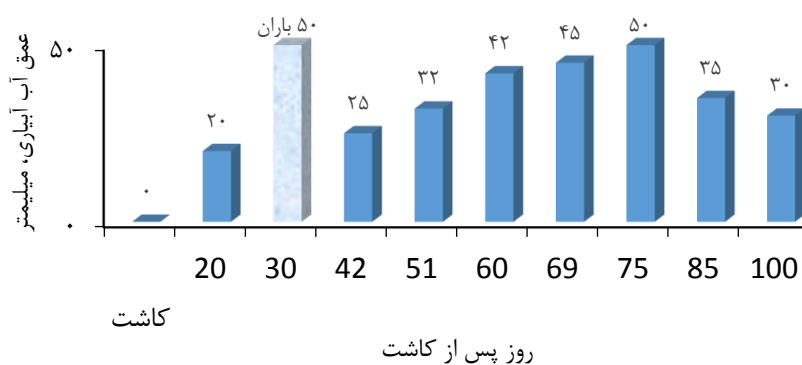 عمق آب آبیاری، میلیمتر
۵۰
۰
۰
۲۰
۵۰ باران
۲۵
۳۲
۴۲
۴۵
۵۰
۳۵
۳۰
کاشت
20 30 42 51 60 69 75 85 100
روز پس از کاشت